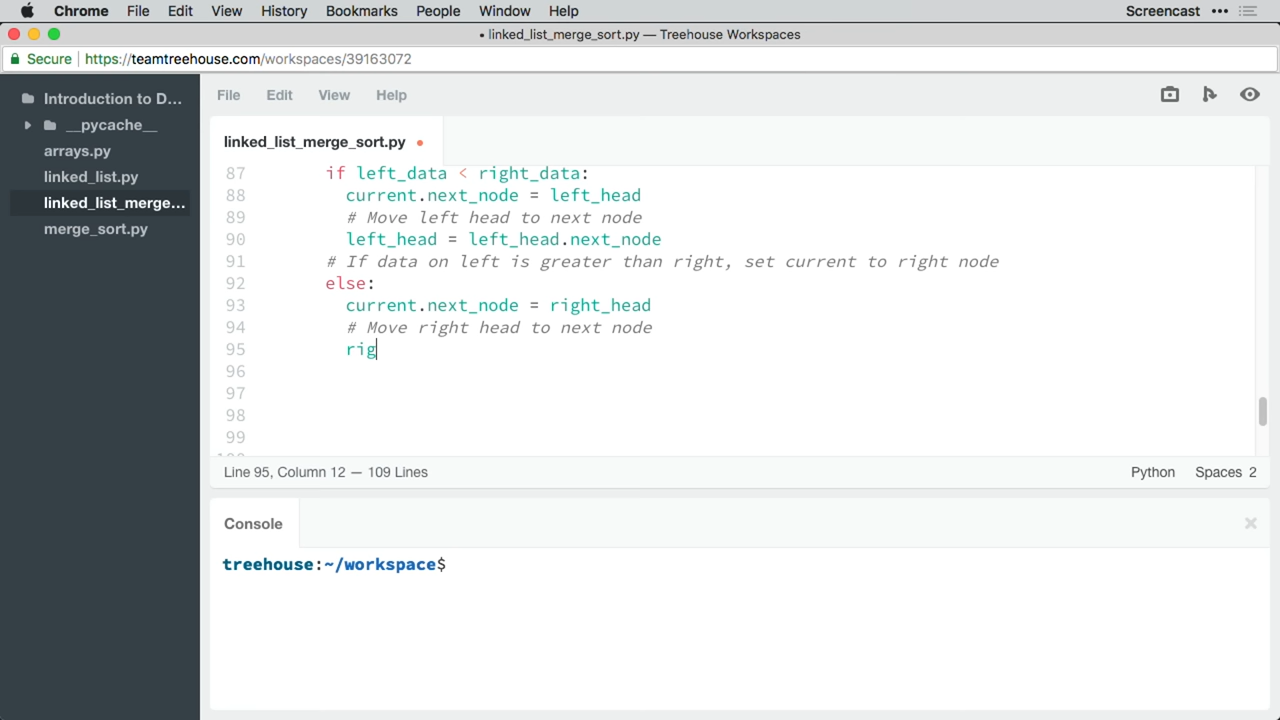 Chrome File Edit View History Bookmarks People Window Help Screencast •••
• linked_list_merge_sort.py — Treehouse Workspaces
Secure https://teamtreehouse.com/workspaces/39163072
Introduction to D...
__pycache__
arrays.py
linked_list.py
linked_list_merge...
merge_sort.py
File Edit View Help
linked_list_merge_sort.py
87 if left_data < right_data:
88 current.next_node = left_head
89 # Move left head to next node
90 left_head = left_head.next_node
91 # If data on left is greater than right, set current to right node
92 else:
93 current.next_node = right_head
94 # Move right head to next node
95 rig
96
97
98
99
Line 95, Column 12 — 109 Lines Python Spaces 2
Console
treehouse:~/workspace$